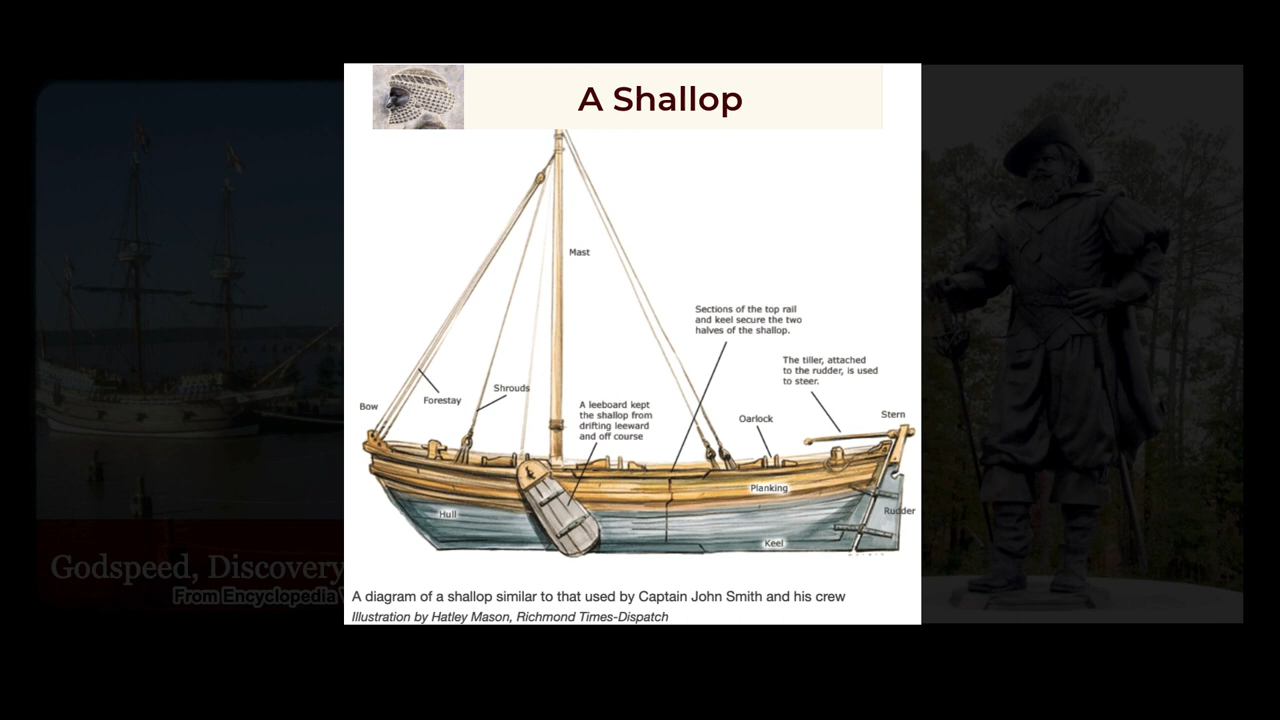 A Shallop
Mast
Sections of the top rail
and keel secure the two
halves of the shallop.
The tiller, attached
to the rudder, is used
to steer.
Shrouds
Forestay
Bow
A leeboard kept
the shallop from
drifting leeward
and off course
Oarlock
Stern
Planking
Hull
Rudder
Keel
Godspeed, Discovery
From Encyclopedia
A diagram of a shallop similar to that used by Captain John Smith and his crew
Illustration by Hatley Mason, Richmond Times-Dispatch